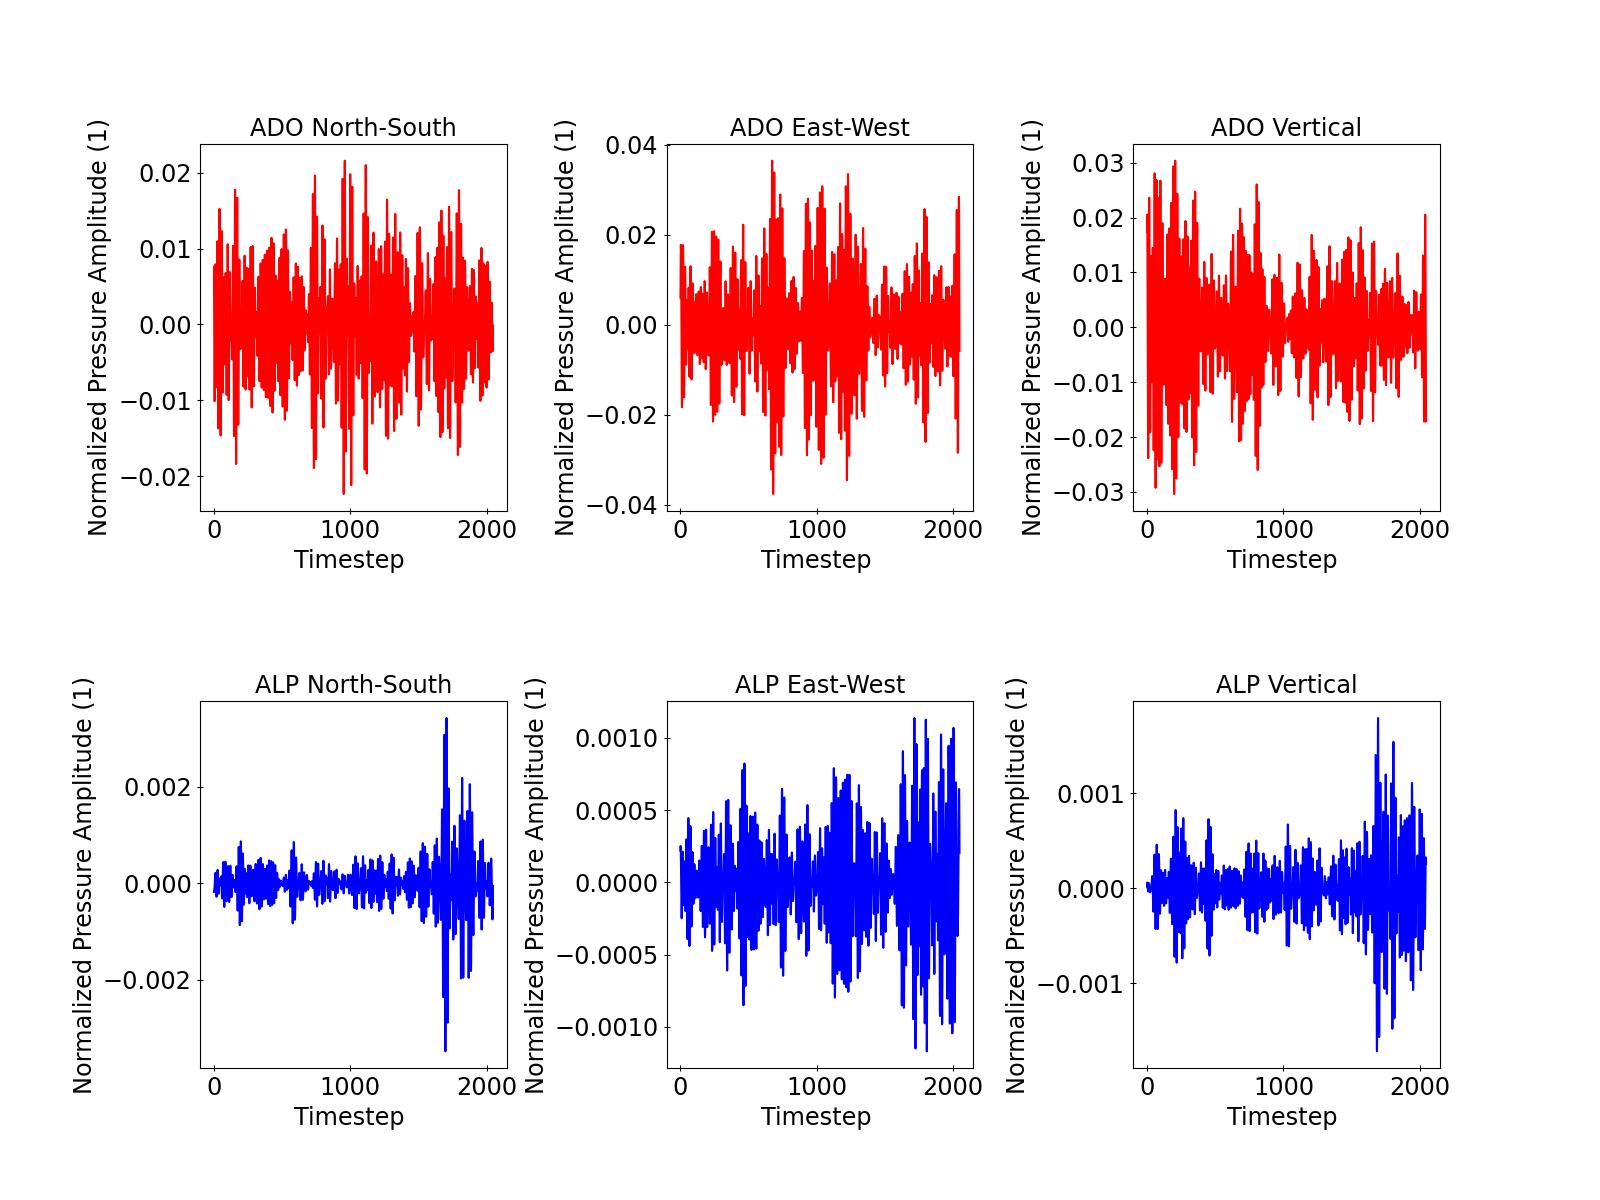 ADO North-South
Normalized Pressure Amplitude (1)
0.02
0.01
0.00
−0.01
−0.02
0 1000 2000
Timestep
ADO East-West
Normalized Pressure Amplitude (1)
0.04
0.02
0.00
−0.02
−0.04
0 1000 2000
Timestep
ADO Vertical
Normalized Pressure Amplitude (1)
0.03
0.02
0.01
0.00
−0.01
−0.02
−0.03
0 1000 2000
Timestep
ALP North-South
Normalized Pressure Amplitude (1)
0.002
0.000
−0.002
0 1000 2000
Timestep
ALP East-West
Normalized Pressure Amplitude (1)
0.0010
0.0005
0.0000
−0.0005
−0.0010
0 1000 2000
Timestep
ALP Vertical
Normalized Pressure Amplitude (1)
0.001
0.000
−0.001
0 1000 2000
Timestep